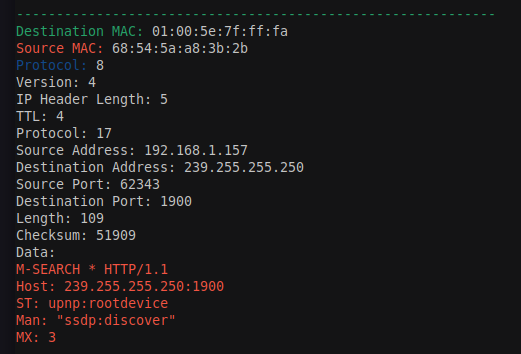 ------------------------------------------------------------
Destination MAC: 01:00:5e:7f:ff:fa
Source MAC: 68:54:5a:a8:3b:2b
Protocol: 8
Version: 4
IP Header Length: 5
TTL: 4
Protocol: 17
Source Address: 192.168.1.157
Destination Address: 239.255.255.250
Source Port: 62343
Destination Port: 1900
Length: 109
Checksum: 51909
Data:
M-SEARCH * HTTP/1.1
Host: 239.255.255.250:1900
ST: upnp:rootdevice
Man: "ssdp:discover"
MX: 3